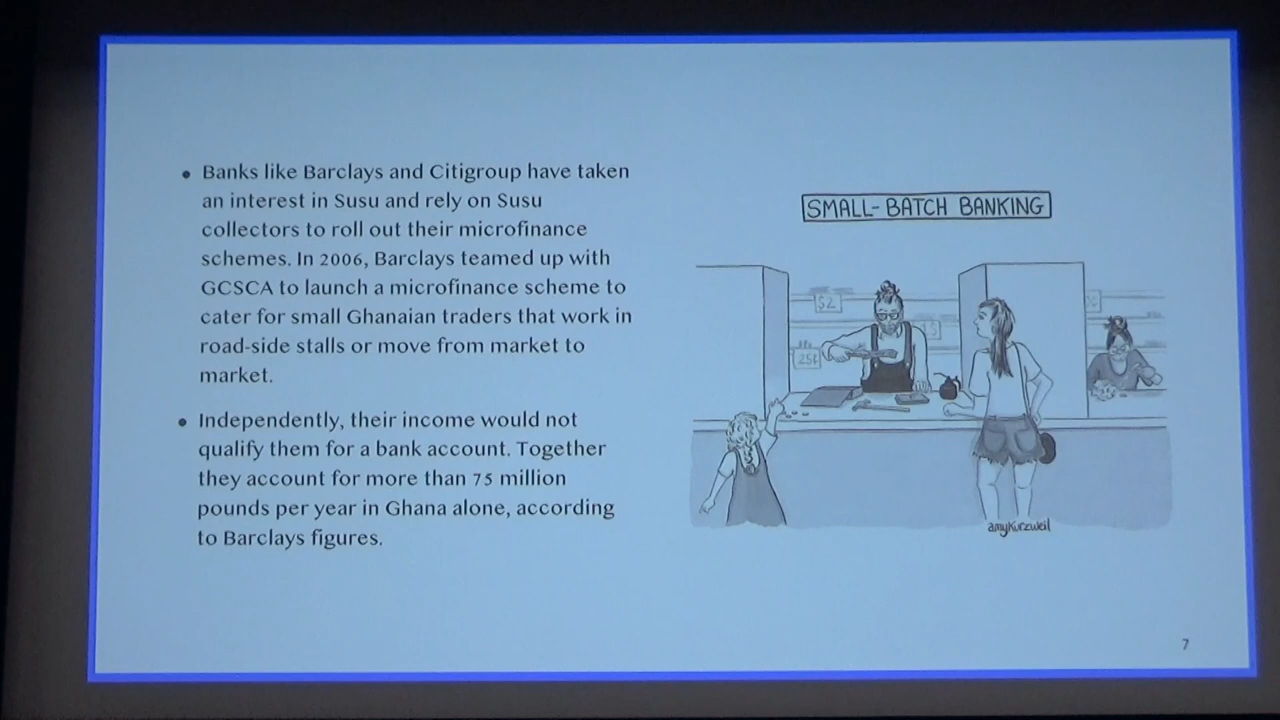 • Banks like Barclays and Citigroup have taken
an interest in Susu and rely on Susu
collectors to roll out their microfinance
schemes. In 2006, Barclays teamed up with
GCSCA to launch a microfinance scheme to
cater for small Ghanaian traders that work in
road-side stalls or move from market to
market.
• Independently, their income would not
qualify them for a bank account. Together
they account for more than 75 million
pounds per year in Ghana alone, according
to Barclays figures.
SMALL-BATCH BANKING
$2
25¢
amyKurzweil
7